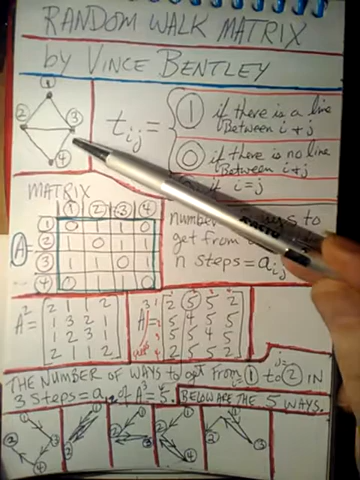 RANDOM WALK MATRIX
by VINCE BENTLEY
1
2 3
4
tij =
1 if there is a line
Between i + j
0 if there is no line
Between i + j
if i=j
MATRIX
1 2 3 4
A =
1 0 1 1 0
2 1 0 1 1
3 1 1 0 1
4 0 1 1 0
number to
get from
n steps = aij
A² =
2 1 1 2
1 3 2 1
1 2 3 1
2 1 1 2
A³ =
2 5 5 2
5 4 5 5
5 5 4 5
2 5 5 2
THE NUMBER OF WAYS to get FROM i= 1 to j= 2 IN
3 steps = a of A³ = 5. BELOW ARE THE 5 WAYS.